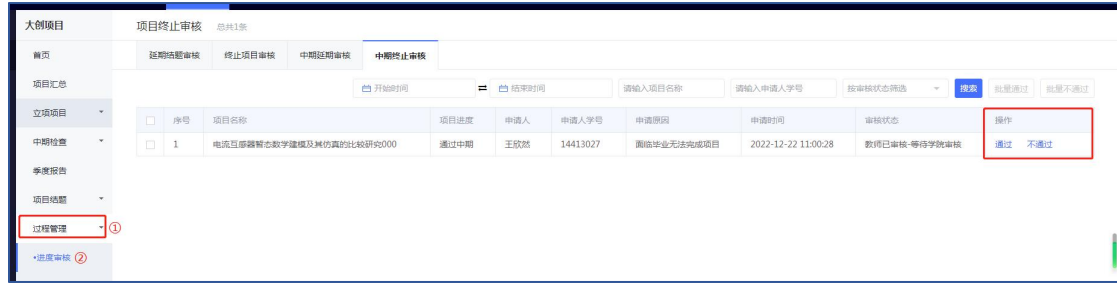 大创项目
项目终止审核 总共1条
首页
延期结题审核 终止项目审核 中期延期审核 中期终止审核
项目汇总
开始时间 结束时间 请输入项目名称 请输入申请人学号 按审核状态筛选 搜索 批量通过 批量不通过
立项项目
序号 项目名称 项目进度 申请人 申请人学号 申请原因 申请时间 审核状态 操作
中期检查
1 电流互感器暂态数学建模及其仿真的比较研究000 通过中期 王欣然 14413027 面临毕业无法完成项目 2022-12-22 11:00:28 教师已审核-等待学院审核 通过 不通过
季度报告
项目结题
过程管理 ①
•进度审核 ②